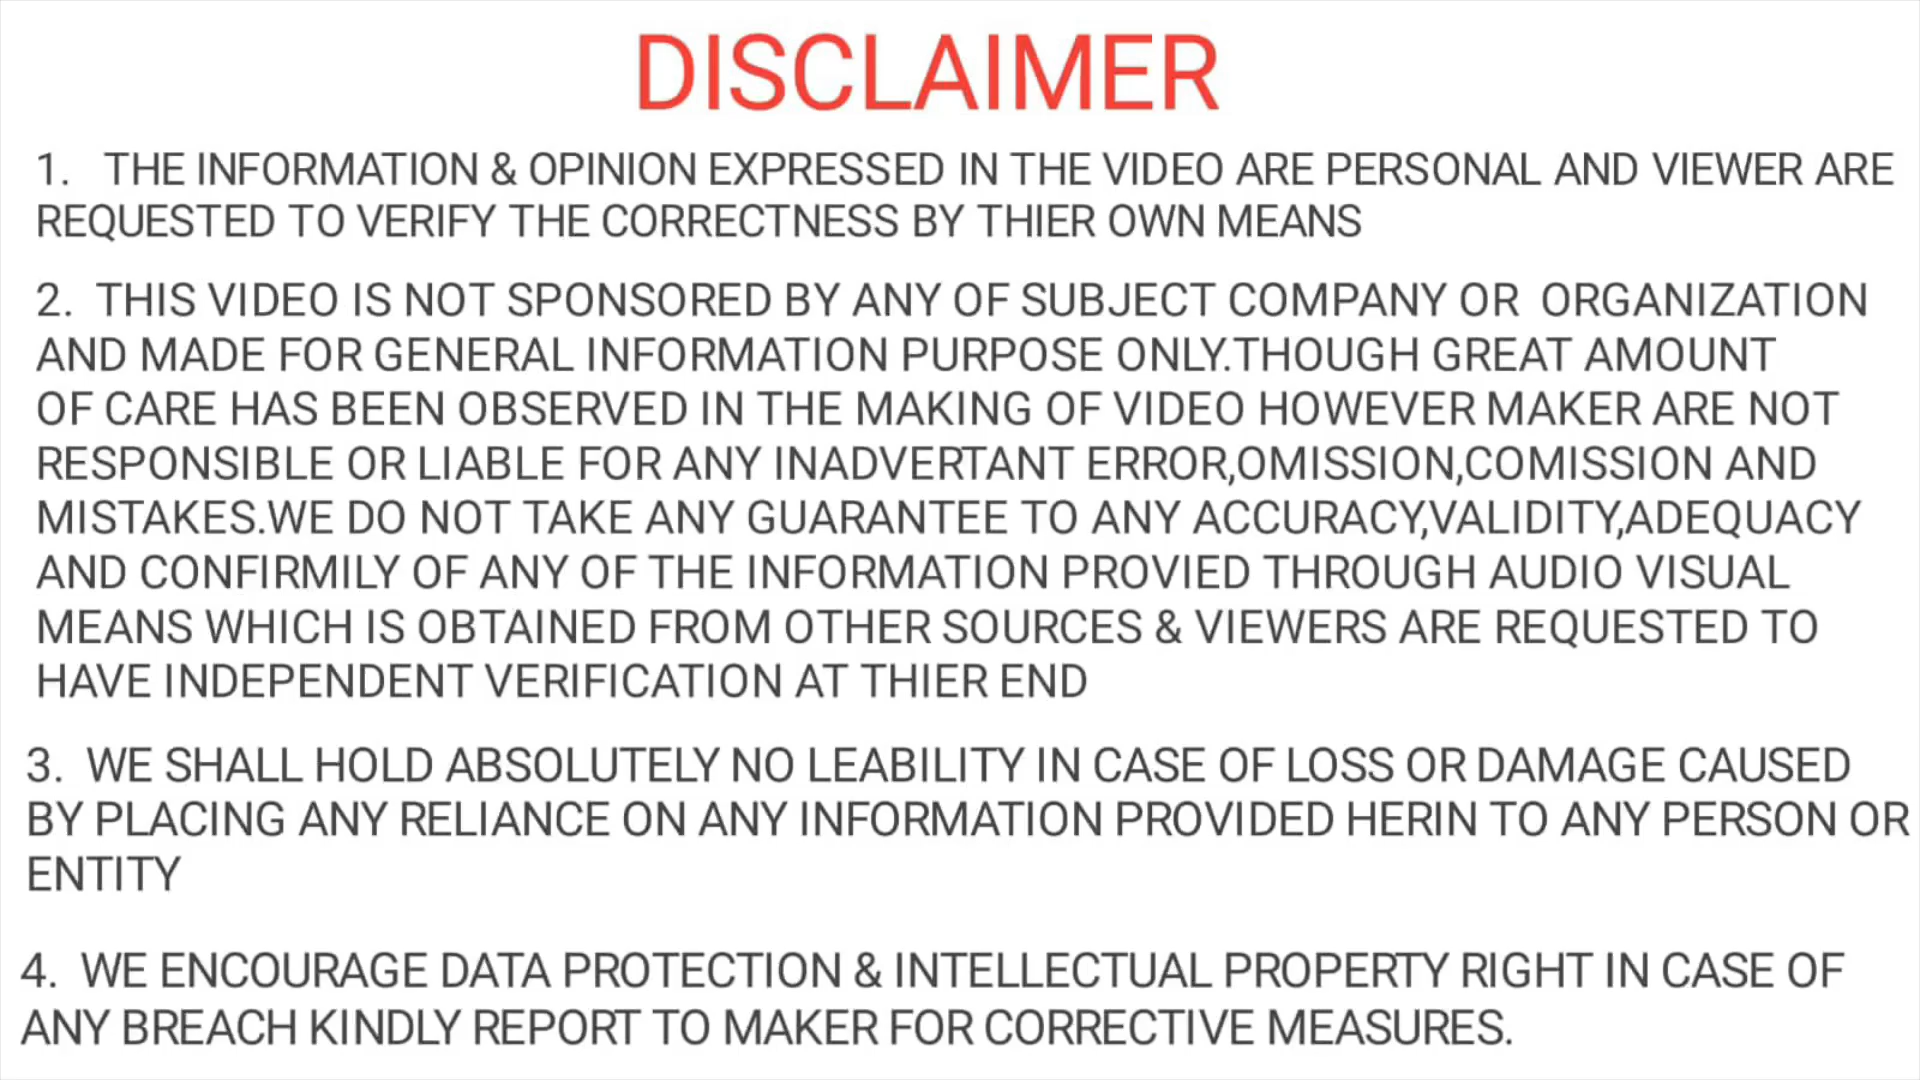 DISCLAIMER
1. THE INFORMATION & OPINION EXPRESSED IN THE VIDEO ARE PERSONAL AND VIEWER ARE
REQUESTED TO VERIFY THE CORRECTNESS BY THIER OWN MEANS
2. THIS VIDEO IS NOT SPONSORED BY ANY OF SUBJECT COMPANY OR ORGANIZATION
AND MADE FOR GENERAL INFORMATION PURPOSE ONLY.THOUGH GREAT AMOUNT
OF CARE HAS BEEN OBSERVED IN THE MAKING OF VIDEO HOWEVER MAKER ARE NOT
RESPONSIBLE OR LIABLE FOR ANY INADVERTANT ERROR,OMISSION,COMISSION AND
MISTAKES.WE DO NOT TAKE ANY GUARANTEE TO ANY ACCURACY,VALIDITY,ADEQUACY
AND CONFIRMILY OF ANY OF THE INFORMATION PROVIED THROUGH AUDIO VISUAL
MEANS WHICH IS OBTAINED FROM OTHER SOURCES & VIEWERS ARE REQUESTED TO
HAVE INDEPENDENT VERIFICATION AT THIER END
3. WE SHALL HOLD ABSOLUTELY NO LEABILITY IN CASE OF LOSS OR DAMAGE CAUSED
BY PLACING ANY RELIANCE ON ANY INFORMATION PROVIDED HERIN TO ANY PERSON OR
ENTITY
4. WE ENCOURAGE DATA PROTECTION & INTELLECTUAL PROPERTY RIGHT IN CASE OF
ANY BREACH KINDLY REPORT TO MAKER FOR CORRECTIVE MEASURES.